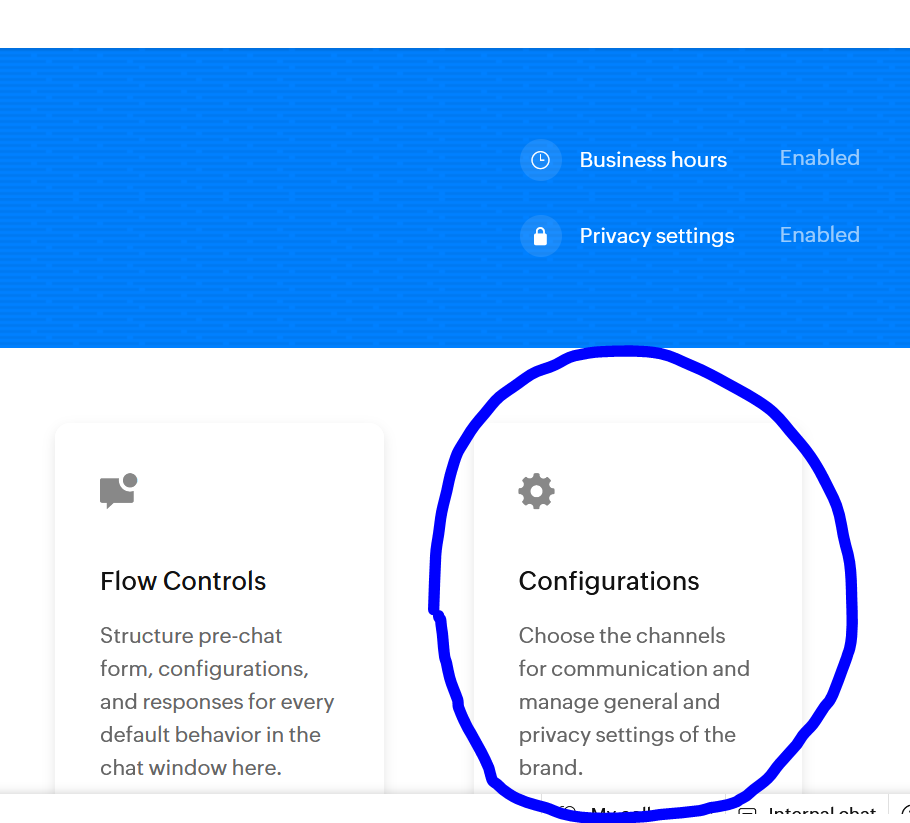 Business hours Enabled
Privacy settings Enabled
Flow Controls
Structure pre-chat
form, configurations,
and responses for every
default behavior in the
chat window here.
Configurations
Choose the channels
for communication and
manage general and
privacy settings of the
brand.
My Internal chat